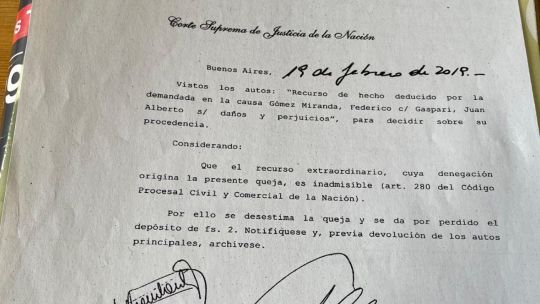 Corte Suprema de Justicia de la Nación
Buenos Aires, 19 de febrero de 2019.-
Vistos los autos: "Recurso de hecho deducido por la
demandada en la causa Gómez Miranda, Federico c/ Gaspari, Juan
Alberto s/ daños y perjuicios", para decidir sobre su
procedencia.
Considerando:
Que el recurso extraordinario, cuya denegación
origina la presente queja, es inadmisible (art. 280 del Código
Procesal Civil y Comercial de la Nación).
Por ello se desestima la queja y se da por perdido el
depósito de fs. 2. Notifíquese y, previa devolución de los autos
principales, archívese.